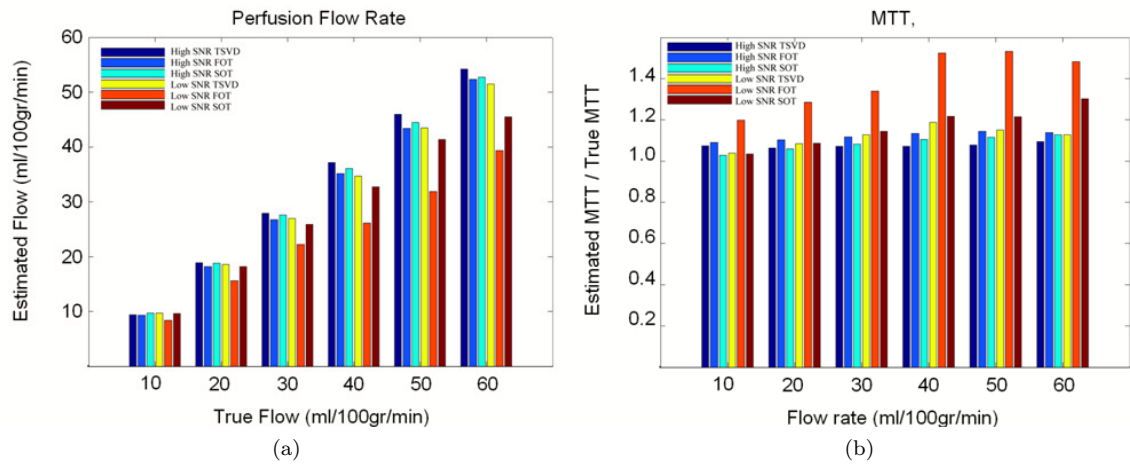 Perfusion Flow Rate
60
50
40
30
20
10
Estimated Flow (ml/100gr/min)
High SNR TSVD
High SNR FOT
High SNR SOT
Low SNR TSVD
Low SNR FOT
Low SNR SOT
10 20 30 40 50 60
True Flow (ml/100gr/min)
(a)
MTT,
1.4
1.2
1.0
0.8
0.6
0.4
0.2
Estimated MTT / True MTT
High SNR TSVD
High SNR FOT
High SNR SOT
Low SNR TSVD
Low SNR FOT
Low SNR SOT
10 20 30 40 50 60
Flow rate (ml/100gr/min)
(b)